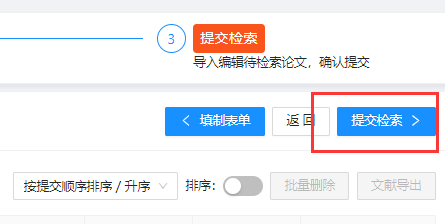 3 提交检索
导入编辑待检索论文，确认提交
填制表单 返 回 提交检索
按提交顺序排序 / 升序 排序： 批量删除 文献导出